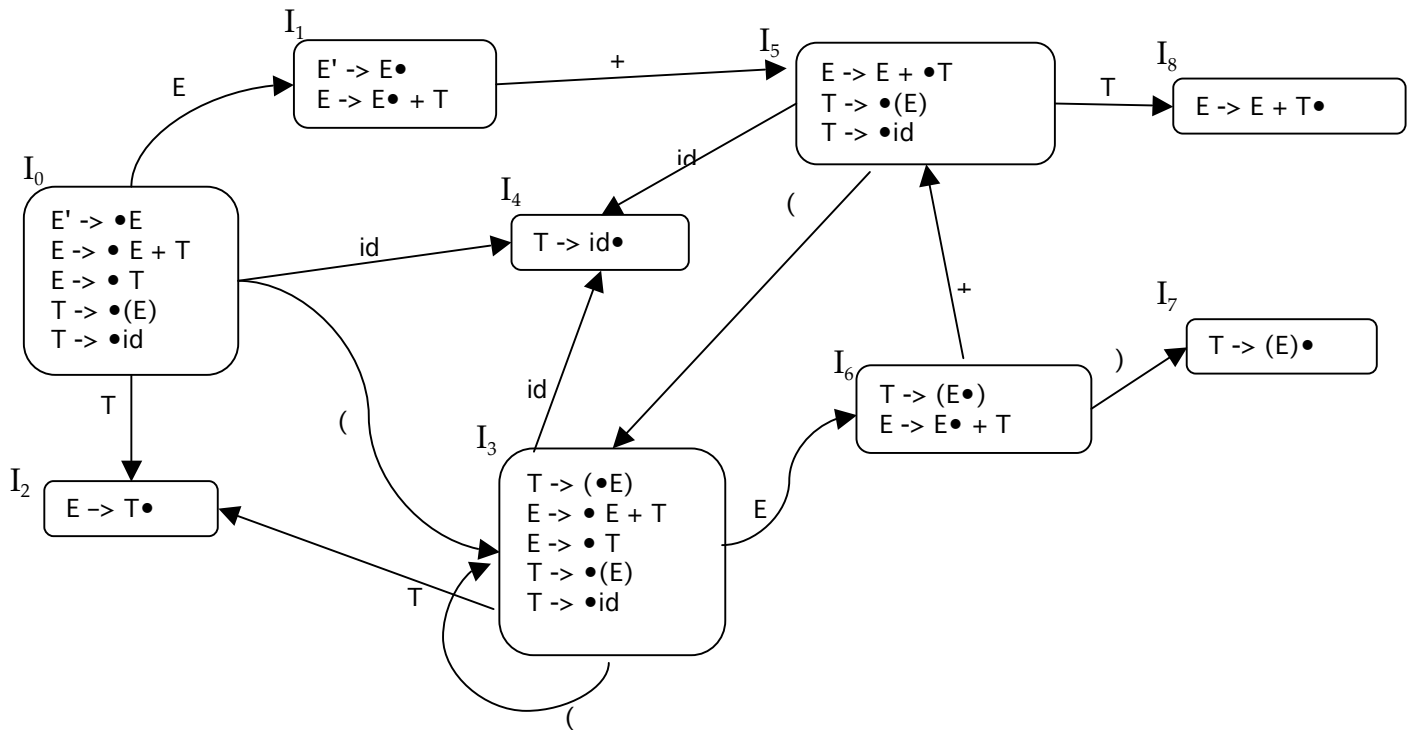 I₁
E' -> E●
E -> E● + T
E
+
I₅
E -> E + ●T
T -> ●(E)
T -> ●id
T
I₈
E -> E + T●
I₀
E' -> ●E
E -> ● E + T
E -> ● T
T -> ●(E)
T -> ●id
id
id
(
I₄
T -> id●
T
(
id
+
I₆
T -> (E●)
E -> E● + T
)
I₇
T -> (E)●
I₂
E –> T●
T
I₃
T -> (●E)
E -> ● E + T
E -> ● T
T -> ●(E)
T -> ●id
E
(